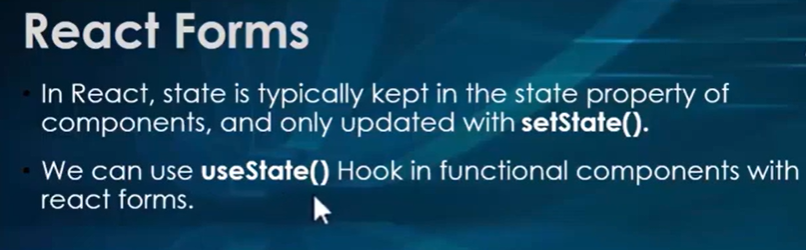 React Forms
• In React, state is typically kept in the state property of
components, and only updated with setState().
• We can use useState() Hook in functional components with
react forms.